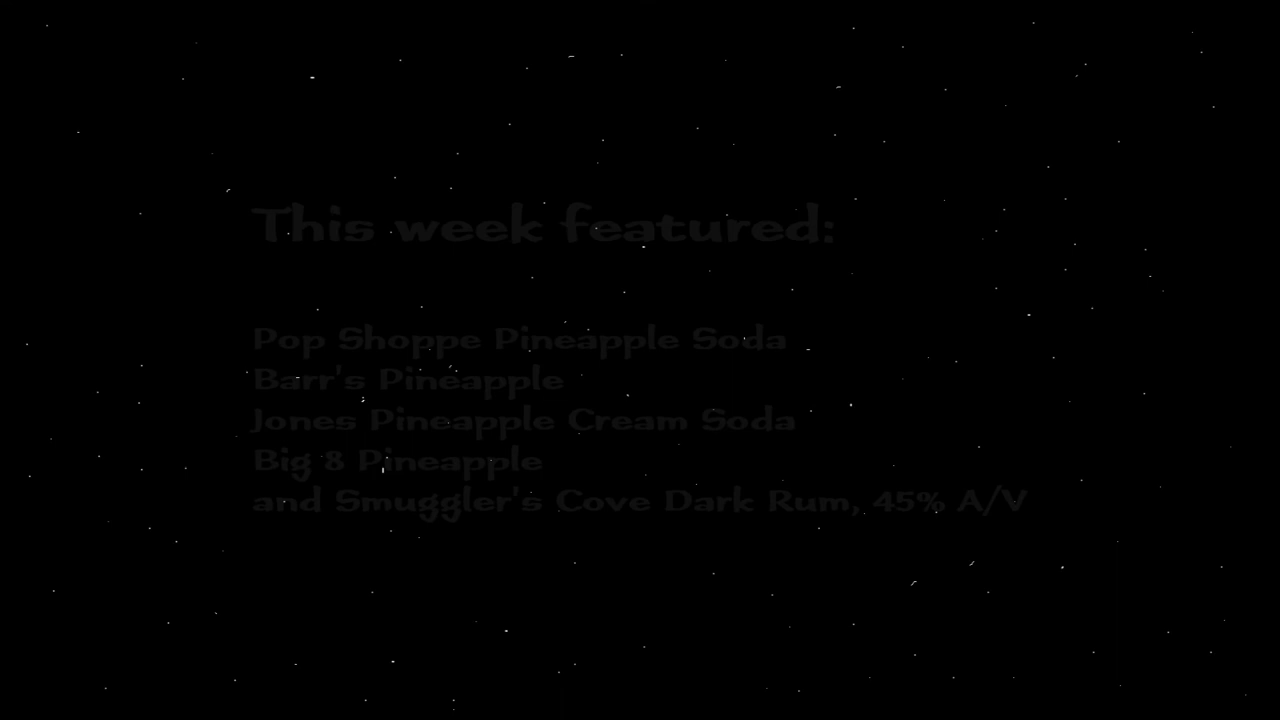 This week featured:
Pop Shoppe Pineapple Soda
Barr's Pineapple
Jones Pineapple Cream Soda
Big 8 Pineapple
and Smuggler's Cove Dark Rum, 45% A/V